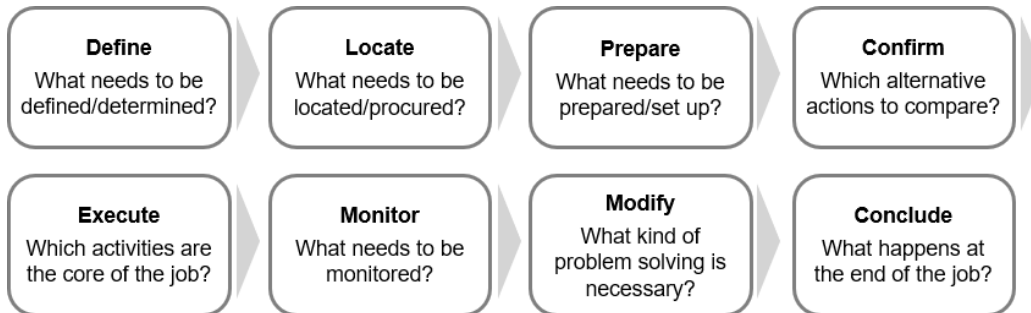 Define
What needs to be
defined/determined?
Locate
What needs to be
located/procured?
Prepare
What needs to be
prepared/set up?
Confirm
Which alternative
actions to compare?
Execute
Which activities are
the core of the job?
Monitor
What needs to be
monitored?
Modify
What kind of
problem solving is
necessary?
Conclude
What happens at
the end of the job?